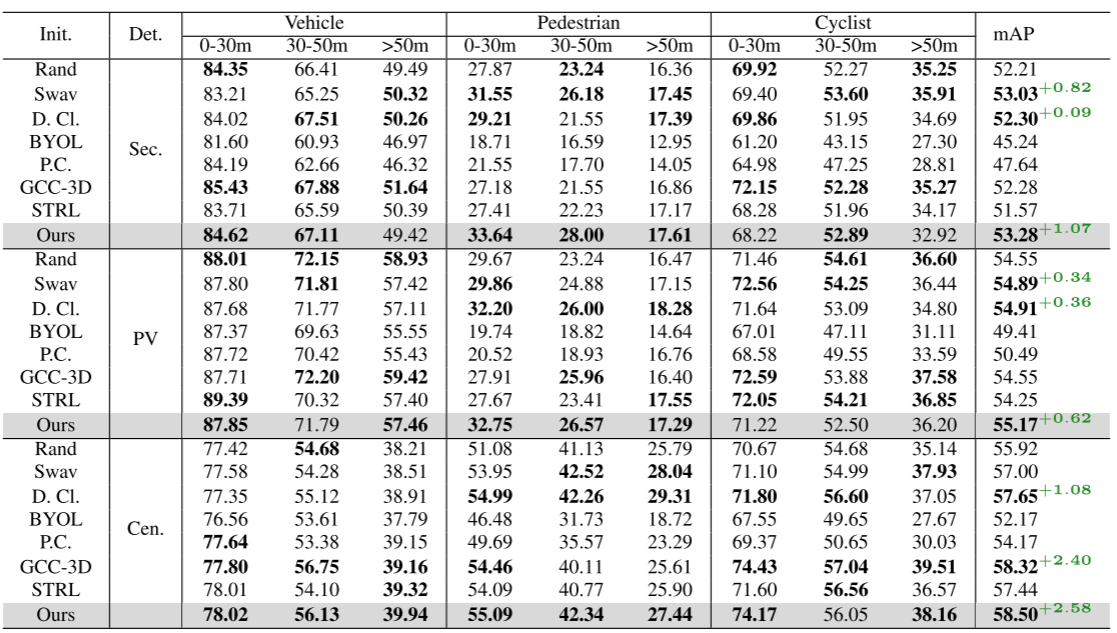 Init. Det. Vehicle Pedestrian Cyclist mAP
0-30m 30-50m >50m 0-30m 30-50m >50m 0-30m 30-50m >50m
Rand 84.35 66.41 49.49 27.87 23.24 16.36 69.92 52.27 35.25 52.21
Swav 83.21 65.25 50.32 31.55 26.18 17.45 69.40 53.60 35.91 53.03+0.82
D. Cl. 84.02 67.51 50.26 29.21 21.55 17.39 69.86 51.95 34.69 52.30+0.09
BYOL Sec. 81.60 60.93 46.97 18.71 16.59 12.95 61.20 43.15 27.30 45.24
P.C. 84.19 62.66 46.32 21.55 17.70 14.05 64.98 47.25 28.81 47.64
GCC-3D 85.43 67.88 51.64 27.18 21.55 16.86 72.15 52.28 35.27 52.28
STRL 83.71 65.59 50.39 27.41 22.23 17.17 68.28 51.96 34.17 51.57
Ours 84.62 67.11 49.42 33.64 28.00 17.61 68.22 52.89 32.92 53.28+1.07
Rand 88.01 72.15 58.93 29.67 23.24 16.47 71.46 54.61 36.60 54.55
Swav 87.80 71.81 57.42 29.86 24.88 17.15 72.56 54.25 36.44 54.89+0.34
D. Cl. 87.68 71.77 57.11 32.20 26.00 18.28 71.64 53.09 34.80 54.91+0.36
BYOL PV 87.37 69.63 55.55 19.74 18.82 14.64 67.01 47.11 31.11 49.41
P.C. 87.72 70.42 55.43 20.52 18.93 16.76 68.58 49.55 33.59 50.49
GCC-3D 87.71 72.20 59.42 27.91 25.96 16.40 72.59 53.88 37.58 54.55
STRL 89.39 70.32 57.40 27.67 23.41 17.55 72.05 54.21 36.85 54.25
Ours 87.85 71.79 57.46 32.75 26.57 17.29 71.22 52.50 36.20 55.17+0.62
Rand 77.42 54.68 38.21 51.08 41.13 25.79 70.67 54.68 35.14 55.92
Swav 77.58 54.28 38.51 53.95 42.52 28.04 71.10 54.99 37.93 57.00
D. Cl. 77.35 55.12 38.91 54.99 42.26 29.31 71.80 56.60 37.05 57.65+1.08
BYOL Cen. 76.56 53.61 37.79 46.48 31.73 18.72 67.55 49.65 27.67 52.17
P.C. 77.64 53.38 39.15 49.69 35.57 23.29 69.37 50.65 30.03 54.17
GCC-3D 77.80 56.75 39.16 54.46 40.11 25.61 74.43 57.04 39.51 58.32+2.40
STRL 78.01 54.10 39.32 54.09 40.77 25.90 71.60 56.56 36.57 57.44
Ours 78.02 56.13 39.94 55.09 42.34 27.44 74.17 56.05 38.16 58.50+2.58